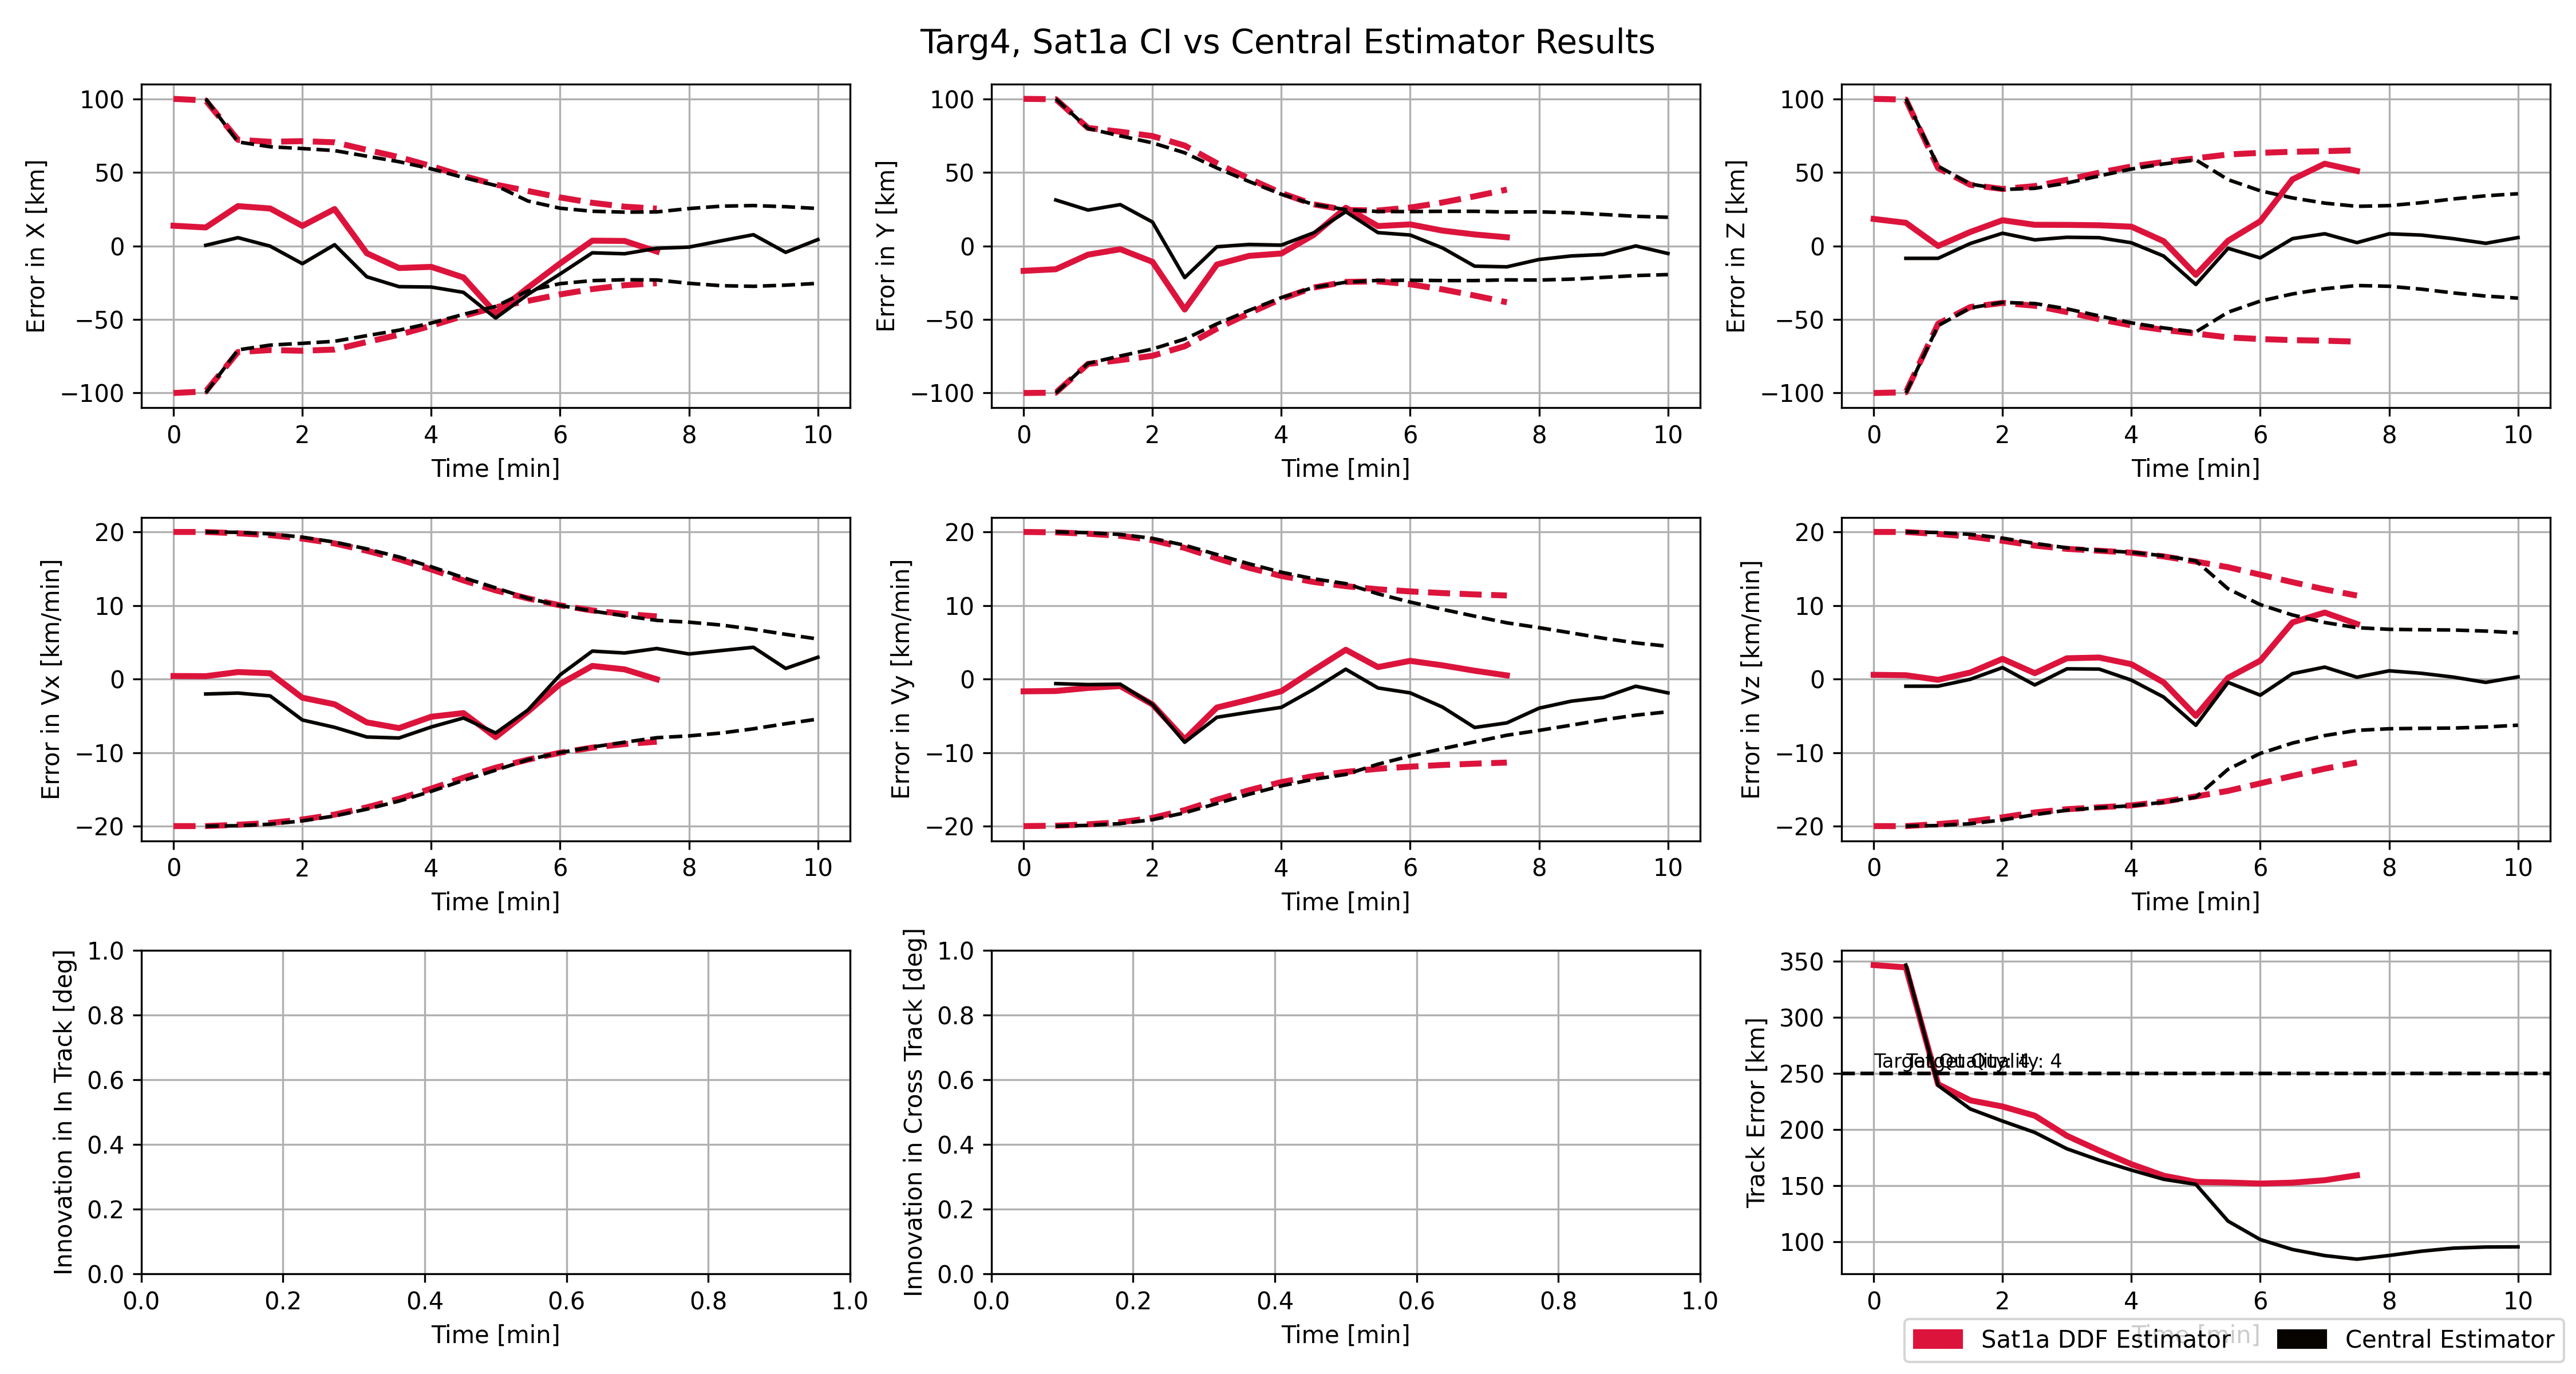 Targ4, Sat1a CI vs Central Estimator Results
Error in X [km]
100
50
0
−50
−100
0 2 4 6 8 10
Time [min]
Error in Y [km]
100
50
0
−50
−100
0 2 4 6 8 10
Time [min]
Error in Z [km]
100
50
0
−50
−100
0 2 4 6 8 10
Time [min]
Error in Vx [km/min]
20
10
0
−10
−20
0 2 4 6 8 10
Time [min]
Error in Vy [km/min]
20
10
0
−10
−20
0 2 4 6 8 10
Time [min]
Error in Vz [km/min]
20
10
0
−10
−20
0 2 4 6 8 10
Time [min]
Innovation in In Track [deg]
1.0
0.8
0.6
0.4
0.2
0.0
0.0 0.2 0.4 0.6 0.8 1.0
Time [min]
Innovation in Cross Track [deg]
1.0
0.8
0.6
0.4
0.2
0.0
0.0 0.2 0.4 0.6 0.8 1.0
Time [min]
Track Error [km]
350
300
250
200
150
100
Target Quality: 4
Target Quality: 4
0 2 4 6 8 10
Time [min]
Sat1a DDF Estimator
Central Estimator